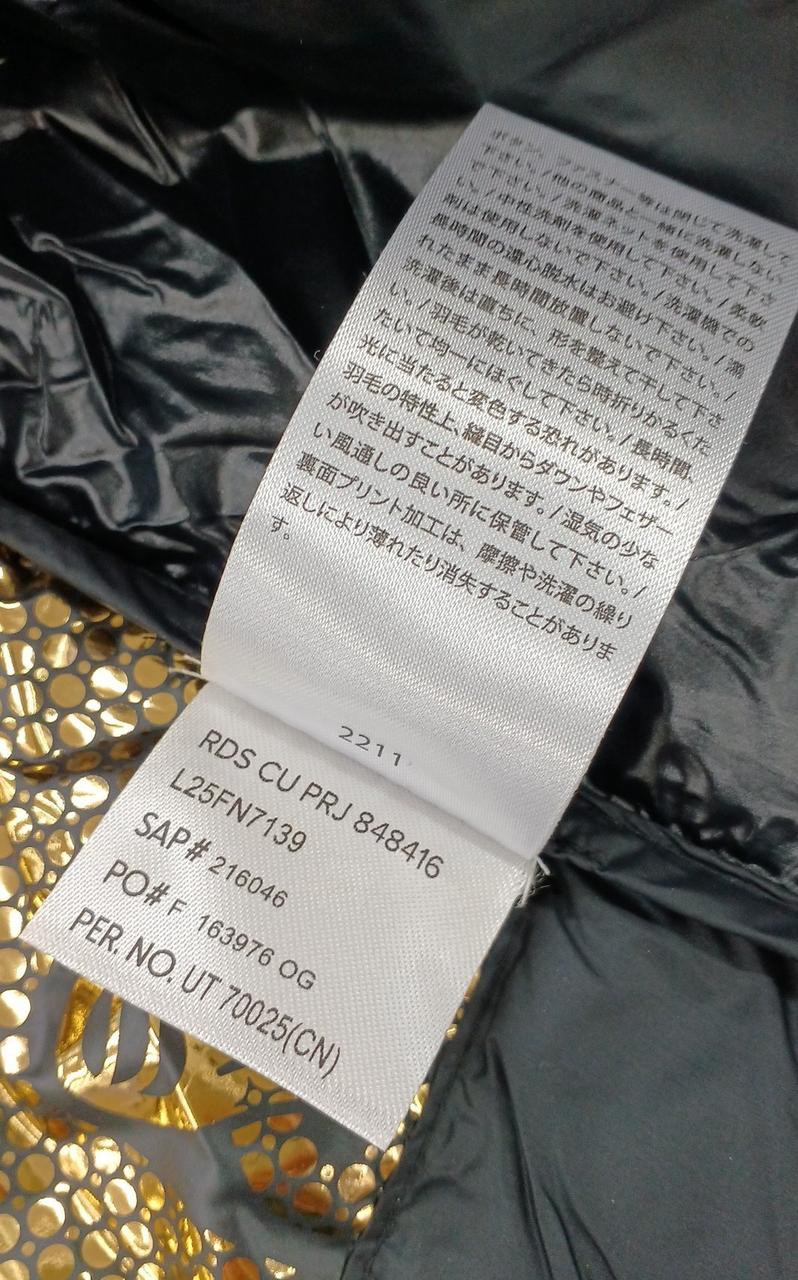 ボタン、ファスナー等は閉じて洗濯して
下さい。/他の商品と一緒に洗濯しない
で下さい。/洗濯ネットを使用して下さ
い。/中性洗剤を使用して下さい。/柔軟
剤は使用しないで下さい。/洗濯機での
長時間の遠心脱水はお避け下さい。/濡
れたまま長時間放置しないで下さい。/
洗濯後は直ちに、形を整えて干して下さ
い。/羽毛が乾いてきたら時折りかるくた
たいて均一にほぐして下さい。/長時間、
光に当たると変色する恐れがあります。/
羽毛の特性上、縫目からダウンやフェザー
が吹き出すことがあります。/湿気の少な
い風通しの良い所に保管して下さい。/
裏面プリント加工は、摩擦や洗濯の繰り
返しにより薄れたり消失することがありま
す。
2211
RDS CU PRJ 848416
L25FN7139
SAP# 216046
PO# F 163976 OG
PER. NO. UT 70025(CN)